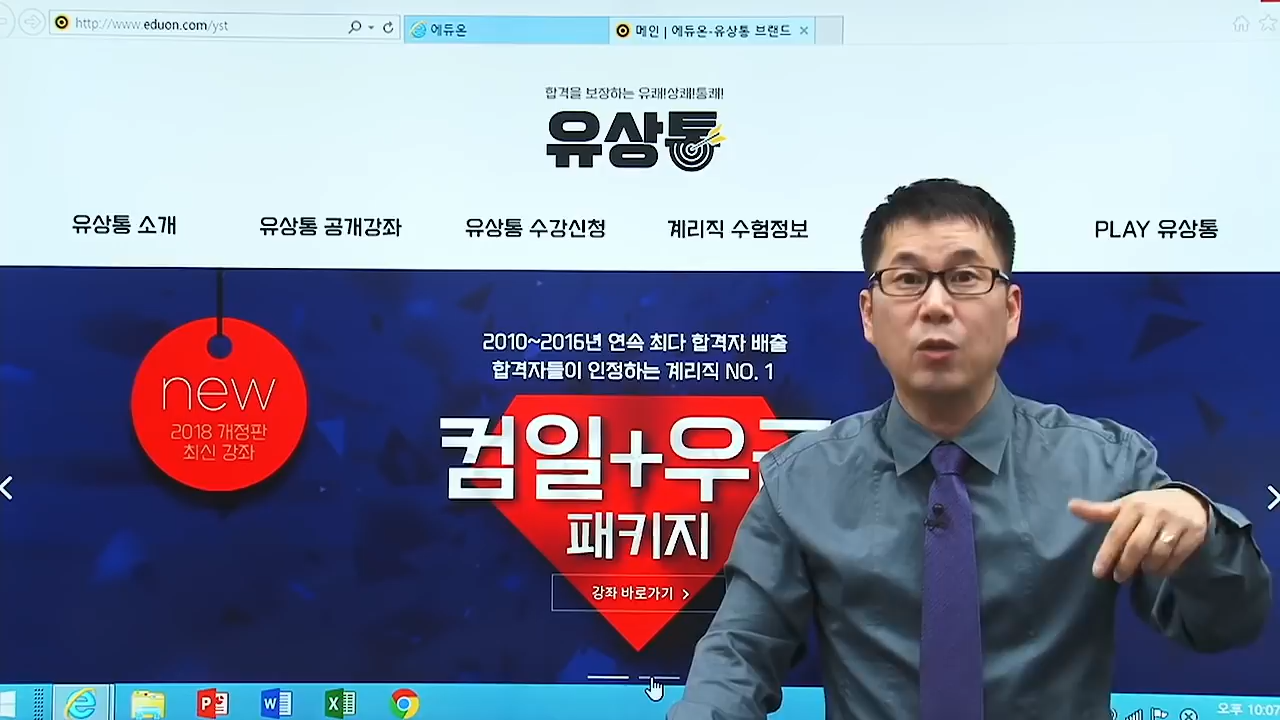 http://www.eduon.com/yst
에듀온
메인 | 에듀온-유상통 브랜드
합격을 보장하는 유쾌!상쾌!통쾌!
유상통
유상통 소개
유상통 공개강좌
유상통 수강신청
계리직 수험정보
PLAY 유상통
new
2018 개정판
최신 강좌
2010~2016년 연속 최다 합격자 배출
합격자들이 인정하는 계리직 NO. 1
컴일+우
패키지
강좌 바로가기
오후 10:07